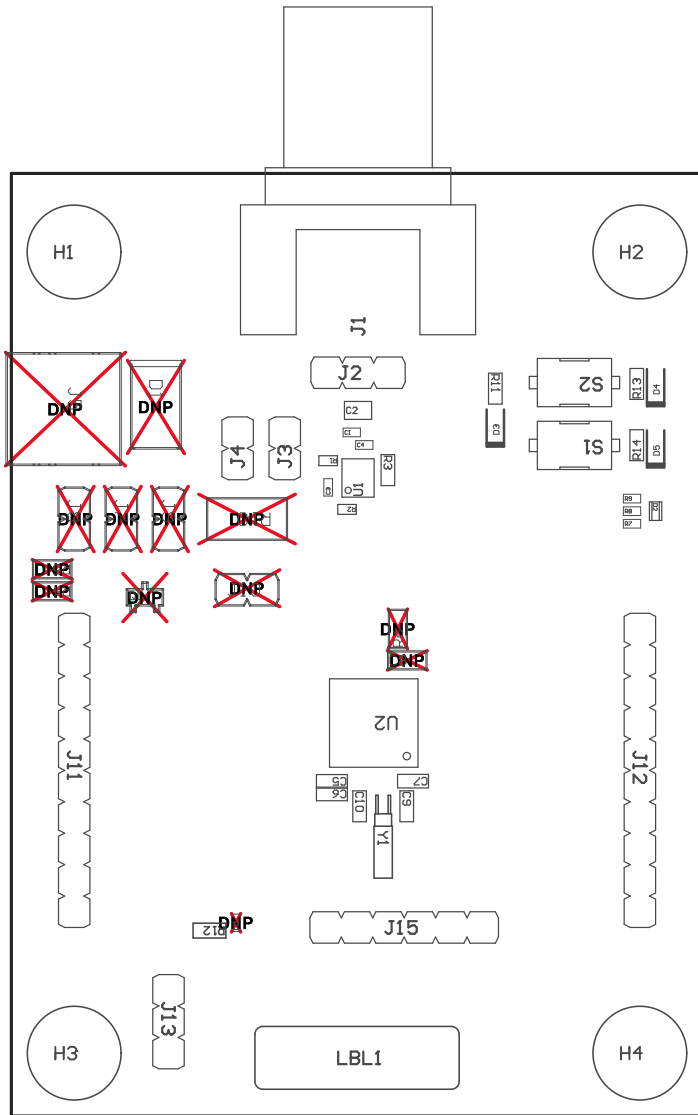 H1
H2
J1
J2
S2
R11
R13
D4
D3
C2
DNP
DNP
C1
C4
J4
J3
S1
R14
D5
R1
R3
U1
C3
R2
R9
R8
R7
D2
DNP
DNP
DNP
DNP
DNP
DNP
DNP
DNP
DNP
DNP
U2
J11
J12
C5
C6
C7
C10
C9
Y1
DNP
R12
J15
J13
H3
LBL1
H4